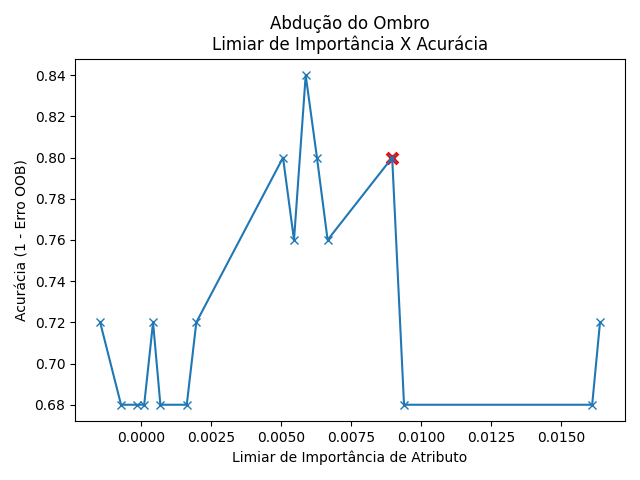 Abdução do Ombro
Limiar de Importância X Acurácia
Acurácia (1 - Erro OOB)
0.84
0.82
0.80
0.78
0.76
0.74
0.72
0.70
0.68
0.0000 0.0025 0.0050 0.0075 0.0100 0.0125 0.0150
Limiar de Importância de Atributo